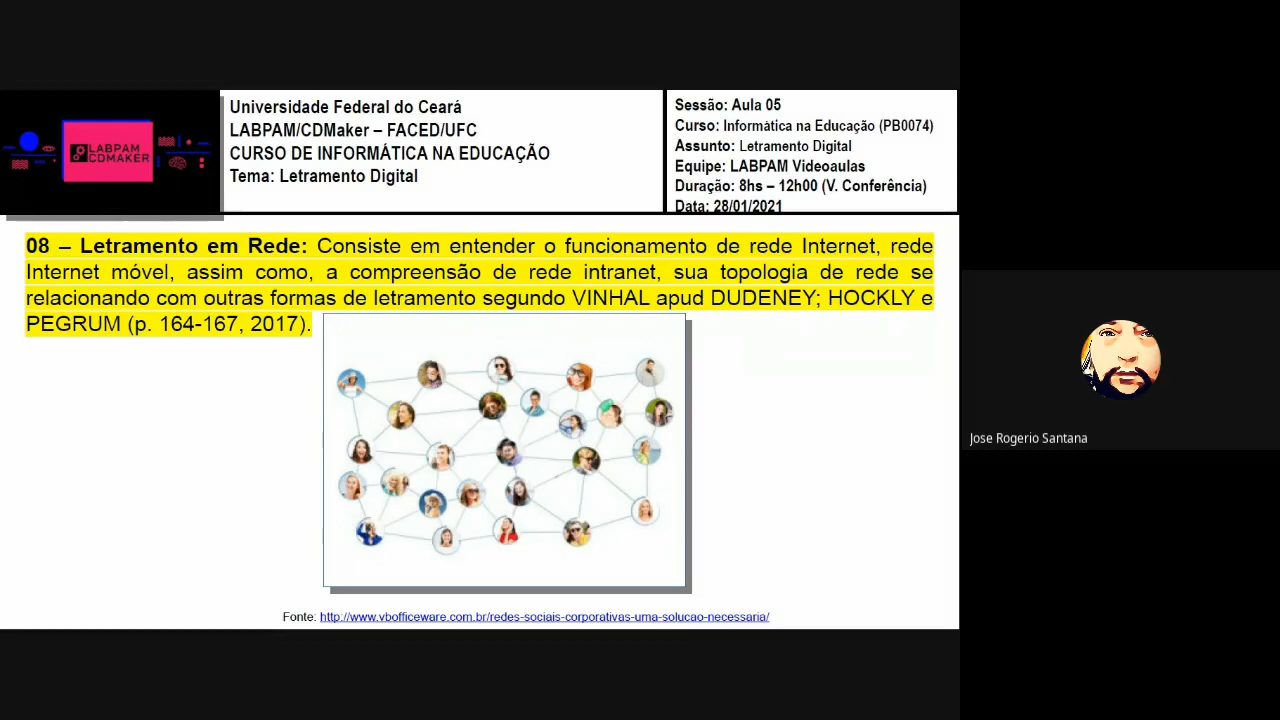 LABPAM
CDMAKER
Universidade Federal do Ceará
LABPAM/CDMaker – FACED/UFC
CURSO DE INFORMÁTICA NA EDUCAÇÃO
Tema: Letramento Digital
Sessão: Aula 05
Curso: Informática na Educação (PB0074)
Assunto: Letramento Digital
Equipe: LABPAM Videoaulas
Duração: 8hs – 12h00 (V. Conferência)
Data: 28/01/2021
08 – Letramento em Rede: Consiste em entender o funcionamento de rede Internet, rede
Internet móvel, assim como, a compreensão de rede intranet, sua topologia de rede se
relacionando com outras formas de letramento segundo VINHAL apud DUDENEY; HOCKLY e
PEGRUM (p. 164-167, 2017).
Fonte: http://www.vbofficeware.com.br/redes-sociais-corporativas-uma-solucao-necessaria/
Jose Rogerio Santana